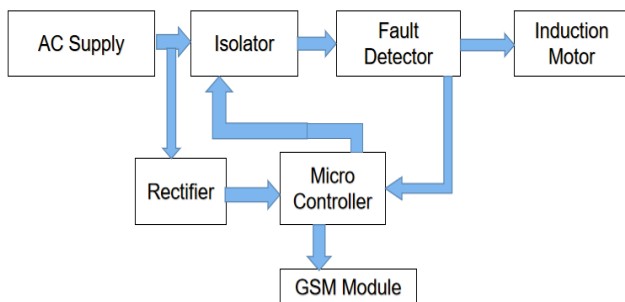 AC Supply
Isolator
Fault
Detector
Induction
Motor
Rectifier
Micro
Controller
GSM Module